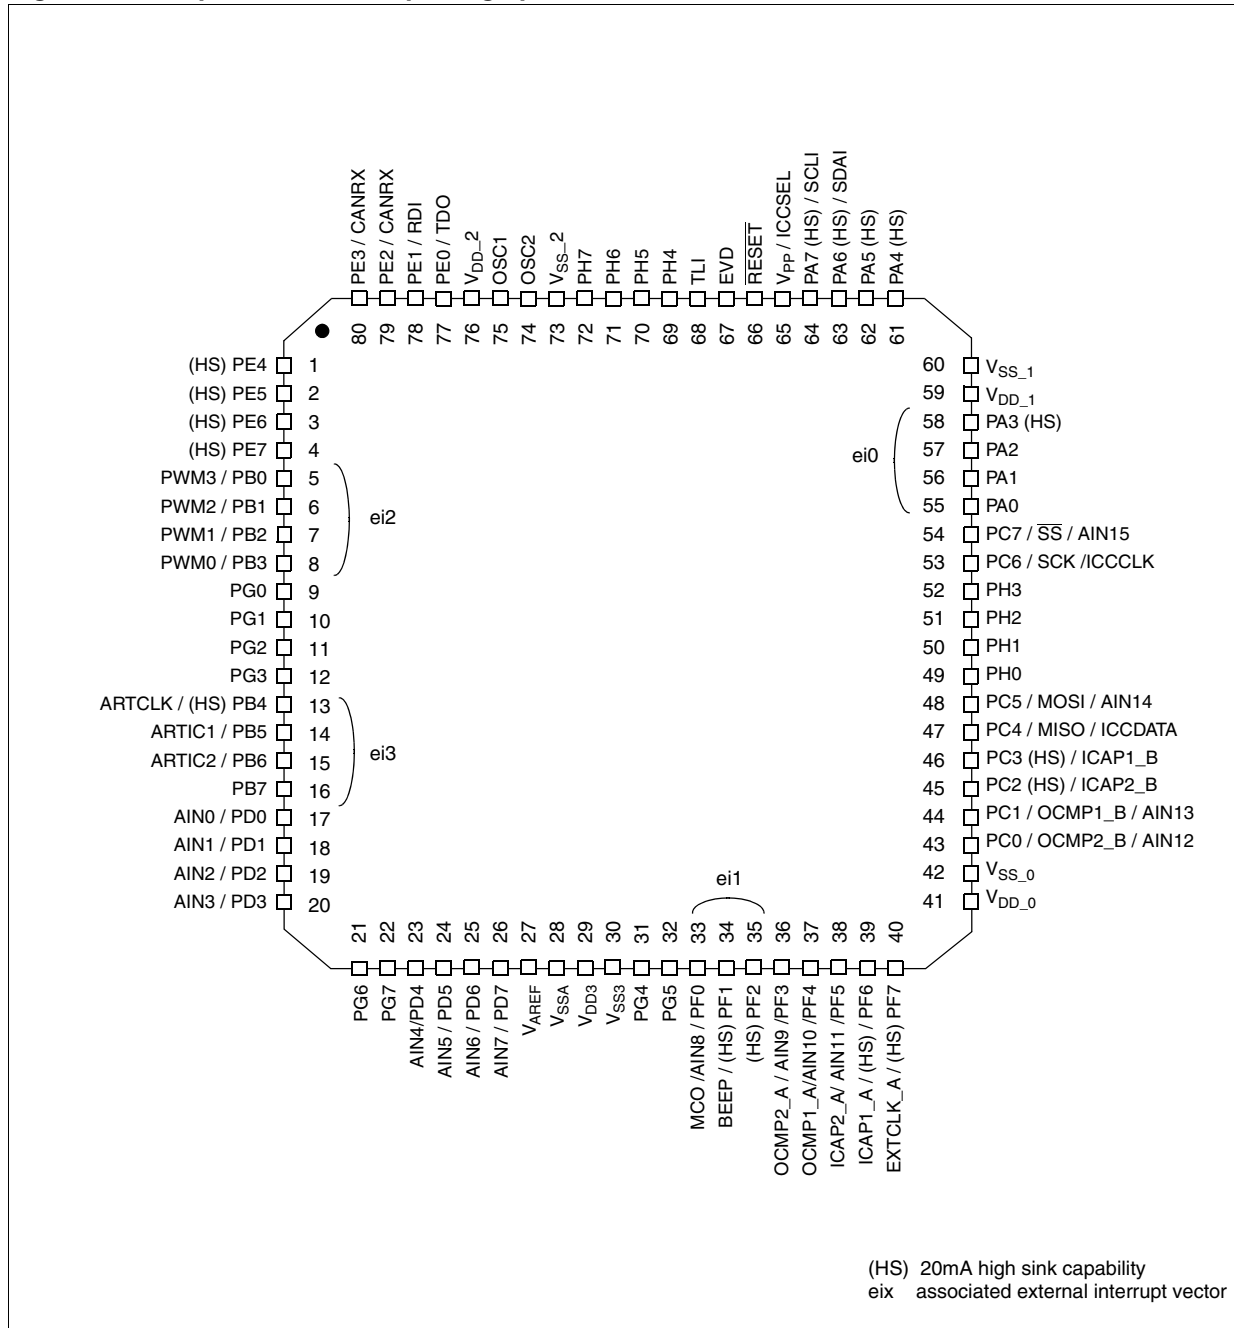 PE3 / CANRX
PE2 / CANRX
PE1 / RDI
PE0 / TDO
VDD_2
OSC1
OSC2
VSS_2
PH7
PH6
PH5
PH4
TLI
EVD
RESET
VPP / ICCSEL
PA7 (HS) / SCLI
PA6 (HS) / SDAI
PA5 (HS)
PA4 (HS)
80 79 78 77 76 75 74 73 72 71 70 69 68 67 66 65 64 63 62 61
(HS) PE4 1
(HS) PE5 2
(HS) PE6 3
(HS) PE7 4
PWM3 / PB0 5
PWM2 / PB1 6
PWM1 / PB2 7
PWM0 / PB3 8
ei2
PG0 9
PG1 10
PG2 11
PG3 12
ARTCLK / (HS) PB4 13
ARTIC1 / PB5 14
ARTIC2 / PB6 15
PB7 16
ei3
AIN0 / PD0 17
AIN1 / PD1 18
AIN2 / PD2 19
AIN3 / PD3 20
60 VSS_1
59 VDD_1
58 PA3 (HS)
57 PA2
56 PA1
55 PA0
ei0
54 PC7 / SS / AIN15
53 PC6 / SCK /ICCCLK
52 PH3
51 PH2
50 PH1
49 PH0
48 PC5 / MOSI / AIN14
47 PC4 / MISO / ICCDATA
46 PC3 (HS) / ICAP1_B
45 PC2 (HS) / ICAP2_B
44 PC1 / OCMP1_B / AIN13
43 PC0 / OCMP2_B / AIN12
42 VSS_0
41 VDD_0
ei1
21 22 23 24 25 26 27 28 29 30 31 32 33 34 35 36 37 38 39 40
PG6
PG7
AIN4/PD4
AIN5 / PD5
AIN6 / PD6
AIN7 / PD7
VAREF
VSSA
VDD3
VSS3
PG4
PG5
MCO /AIN8 / PF0
BEEP / (HS) PF1
(HS) PF2
OCMP2_A / AIN9 /PF3
OCMP1_A/AIN10 /PF4
ICAP2_A/ AIN11 /PF5
ICAP1_A / (HS) / PF6
EXTCLK_A / (HS) PF7
(HS) 20mA high sink capability
eix associated external interrupt vector